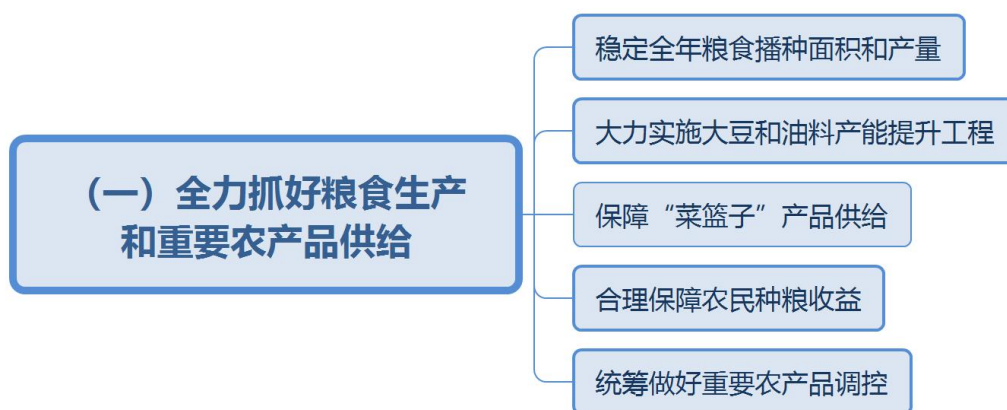 （一）全力抓好粮食生产
和重要农产品供给
稳定全年粮食播种面积和产量
大力实施大豆和油料产能提升工程
保障“菜篮子”产品供给
合理保障农民种粮收益
统筹做好重要农产品调控